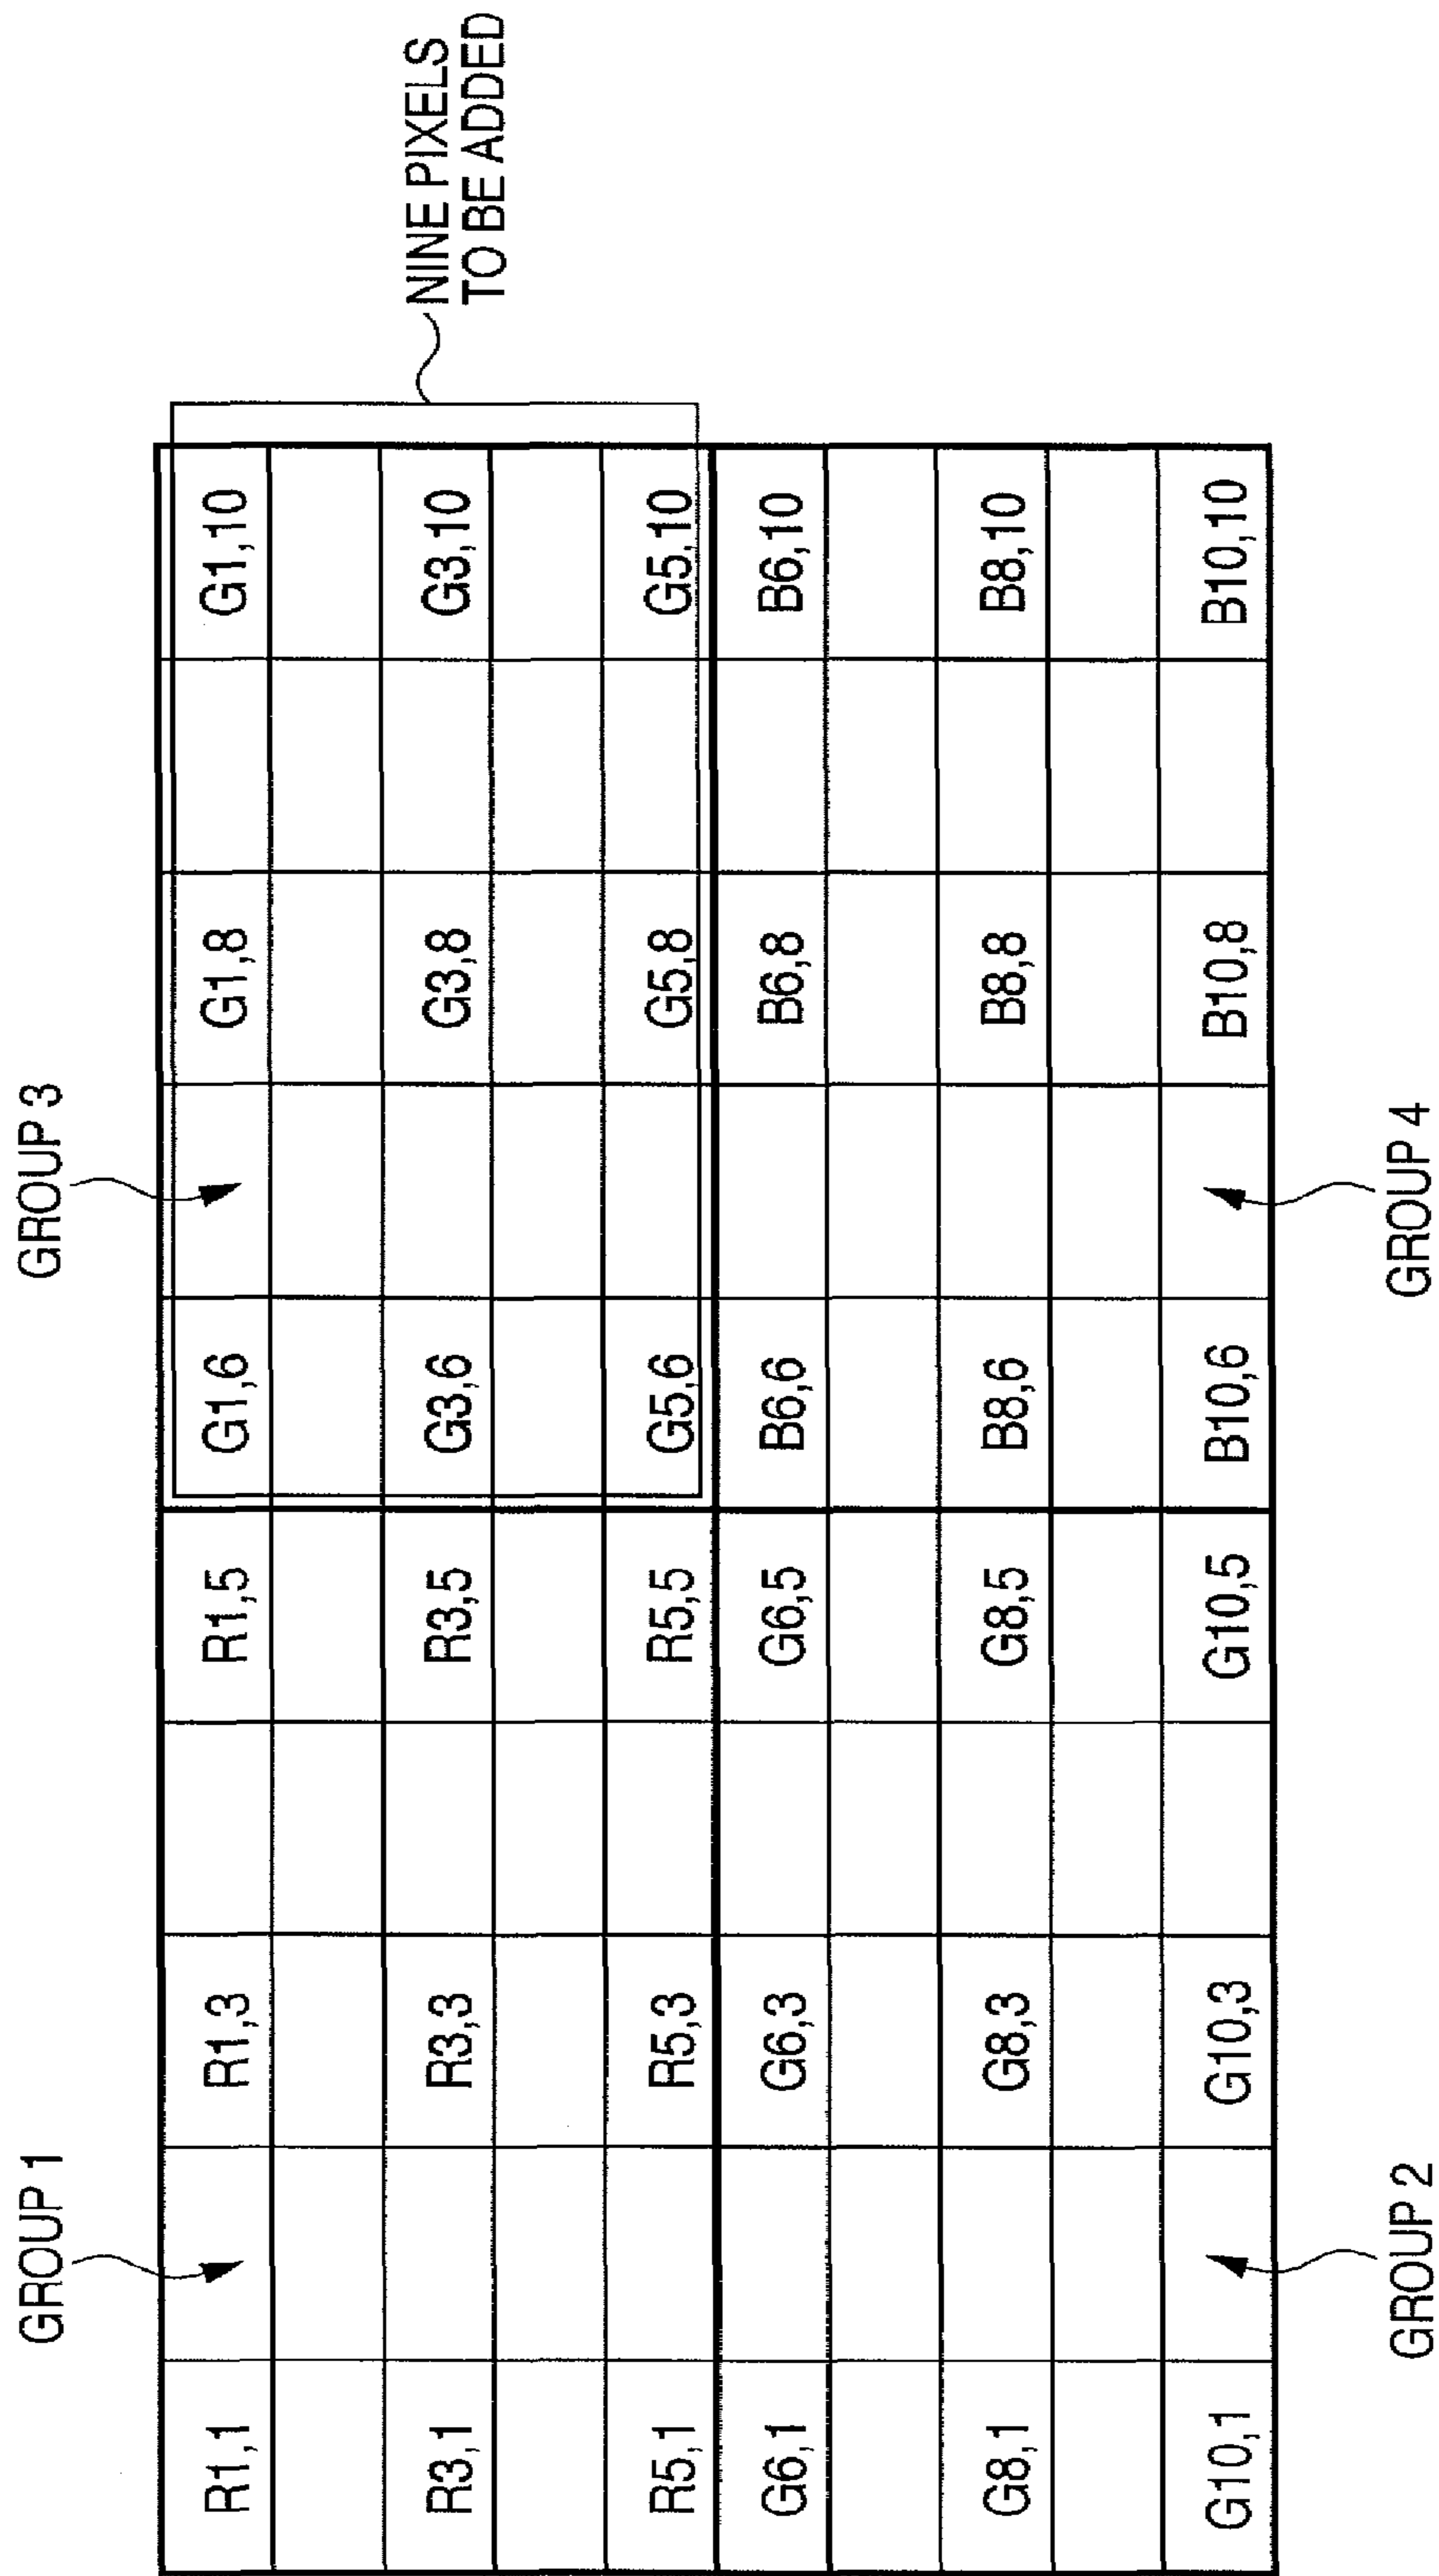 GROUP 1
GROUP 3
R1,1 R1,3 R1,5 G1,6 G1,8 G1,10
R3,1 R3,3 R3,5 G3,6 G3,8 G3,10
R5,1 R5,3 R5,5 G5,6 G5,8 G5,10
G6,1 G6,3 G6,5 B6,6 B6,8 B6,10
G8,1 G8,3 G8,5 B8,6 B8,8 B8,10
G10,1 G10,3 G10,5 B10,6 B10,8 B10,10
NINE PIXELS
TO BE ADDED
GROUP 2
GROUP 4